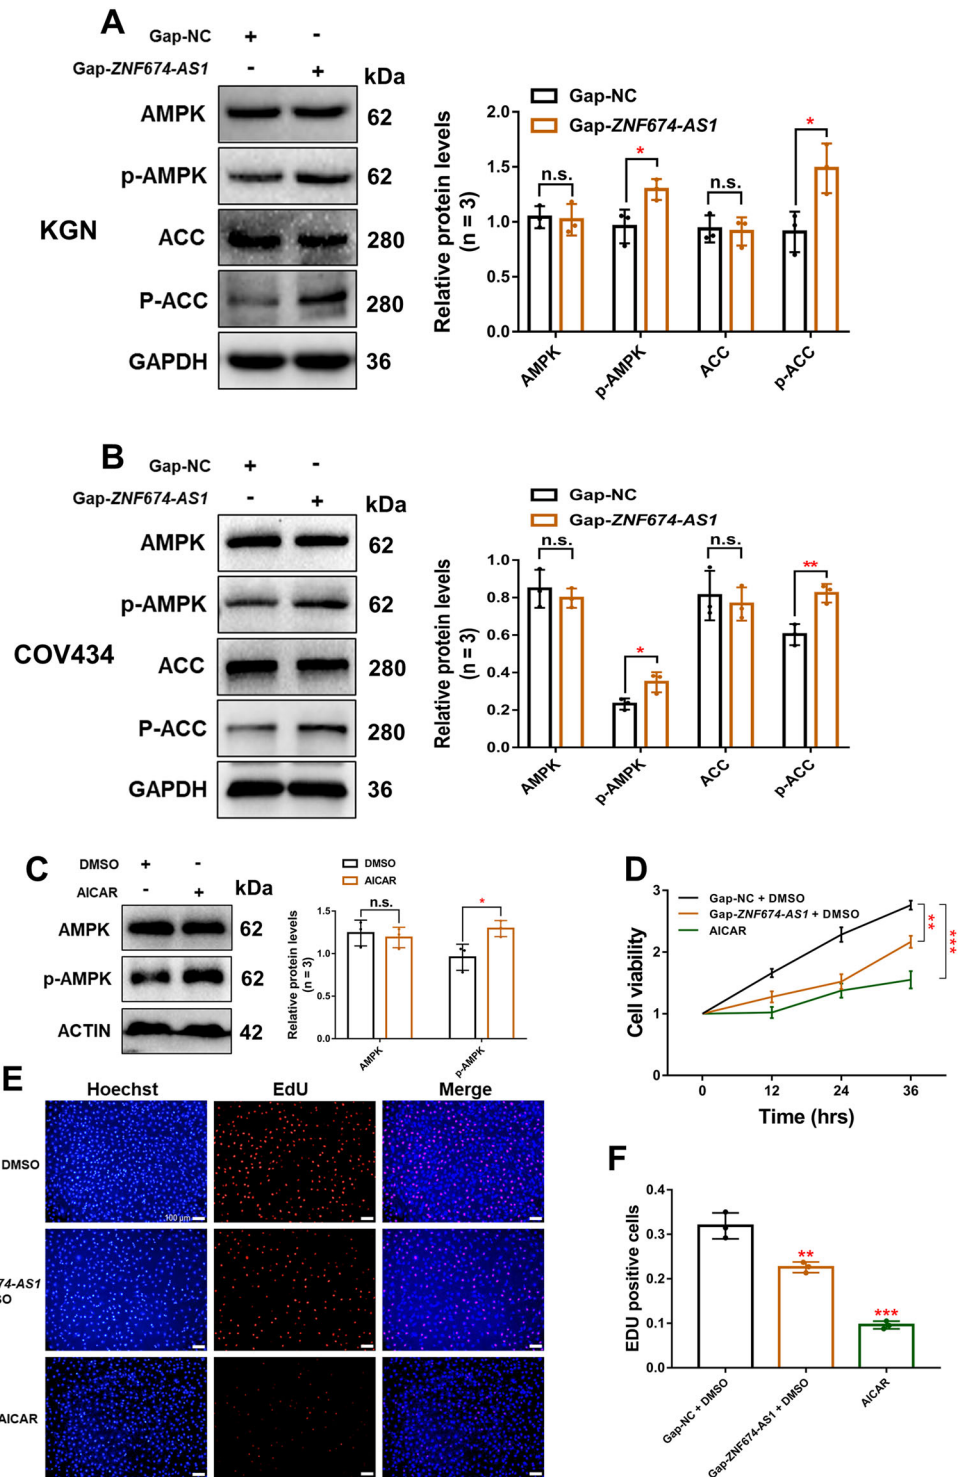 A
Gap-NC + -
Gap-ZNF674-AS1 - +
kDa
KGN
AMPK 62
p-AMPK 62
ACC 280
P-ACC 280
GAPDH 36
Gap-NC
Gap-ZNF674-AS1
Relative protein levels
(n = 3)
2.0
1.5
1.0
0.5
0.0
n.s.
*
n.s.
*
AMPK
p-AMPK
ACC
p-ACC
B
Gap-NC + -
Gap-ZNF674-AS1 - +
kDa
COV434
AMPK 62
p-AMPK 62
ACC 280
P-ACC 280
GAPDH 36
Gap-NC
Gap-ZNF674-AS1
Relative protein levels
(n = 3)
1.0
0.8
0.6
0.4
0.2
0.0
n.s.
*
n.s.
**
AMPK
p-AMPK
ACC
p-ACC
C
DMSO + -
AICAR - +
kDa
AMPK 62
p-AMPK 62
ACTIN 42
DMSO
AICAR
Relative protein levels
(n = 3)
1.5
1.0
0.5
0.0
n.s.
*
AMPK
p-AMPK
D
Gap-NC + DMSO
Gap-ZNF674-AS1 + DMSO
AICAR
Cell viability
3
2
1
0
**
***
0 12 24 36
Time (hrs)
E
Hoechst EdU Merge
DMSO
100 µm
74-AS1
SO
AICAR
F
EDU positive cells
0.4
0.3
0.2
0.1
0.0
**
***
Gap-NC + DMSO
Gap-ZNF674-AS1 + DMSO
AICAR